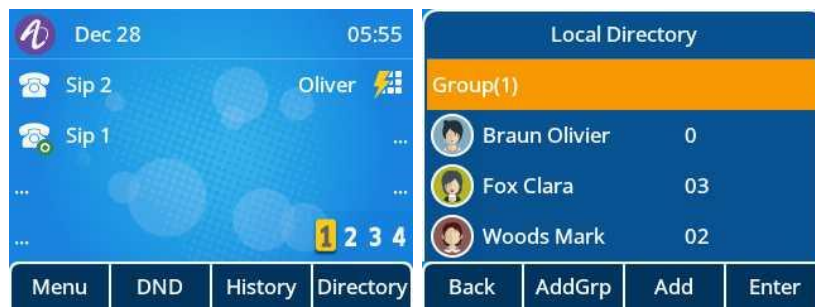 Dec 28 05:55
Sip 2 Oliver
Sip 1 ...
... ...
... 1 2 3 4
Menu DND History Directory
Local Directory
Group(1)
Braun Olivier 0
Fox Clara 03
Woods Mark 02
Back AddGrp Add Enter